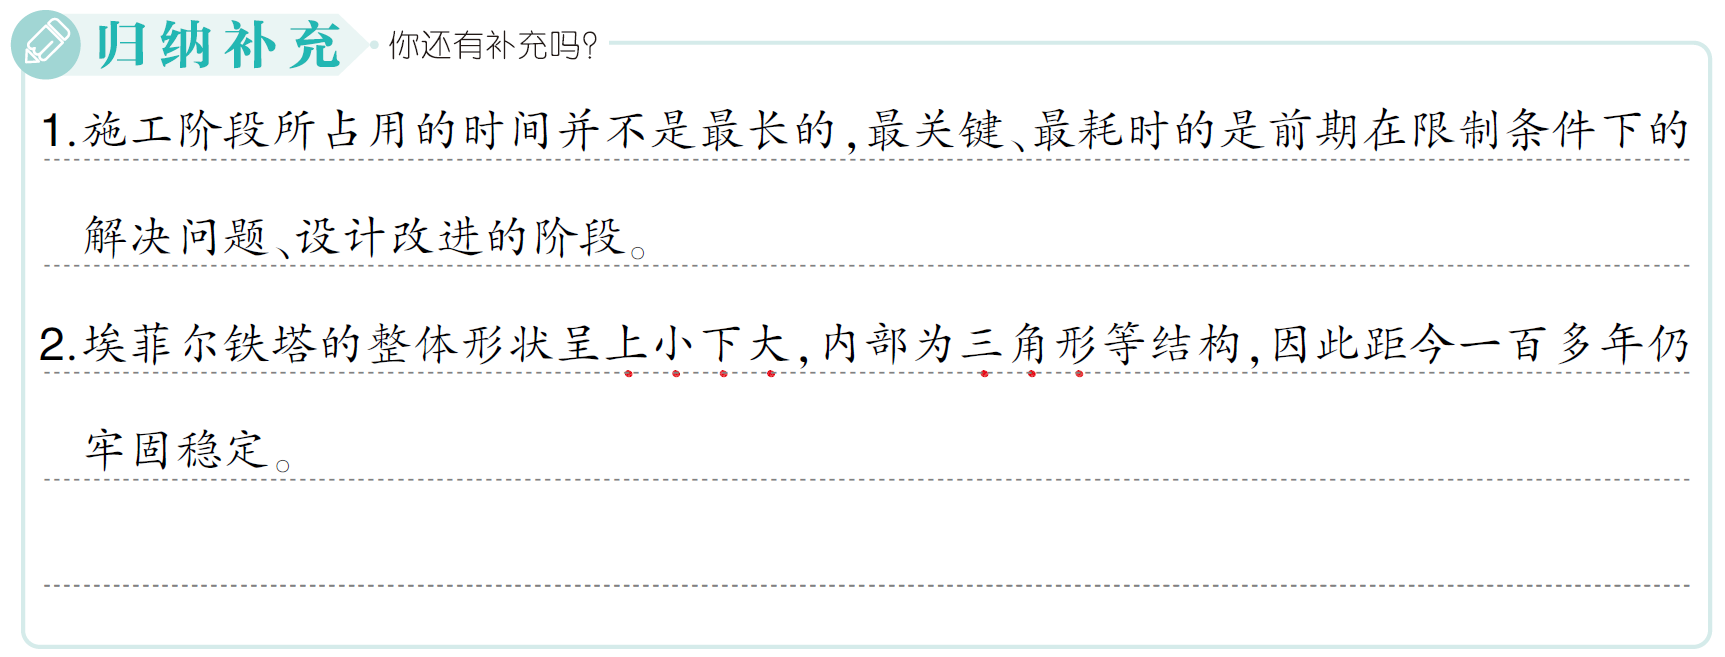 归纳补充 你还有补充吗？
1.施工阶段所占用的时间并不是最长的,最关键、最耗时的是前期在限制条件下的
解决问题、设计改进的阶段。
2.埃菲尔铁塔的整体形状呈上小下大,内部为三角形等结构,因此距今一百多年仍
牢固稳定。